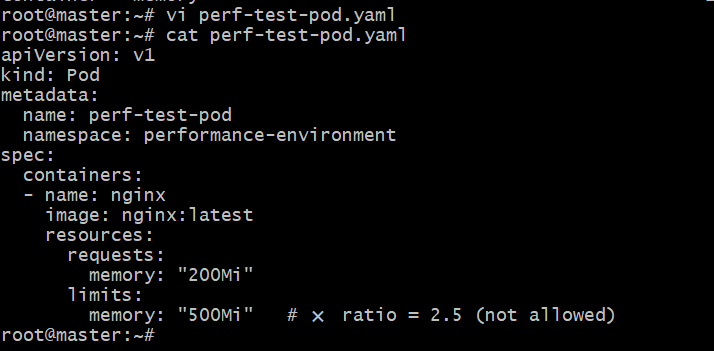 root@master:~# vi perf-test-pod.yaml
root@master:~# cat perf-test-pod.yaml
apiVersion: v1
kind: Pod
metadata:
  name: perf-test-pod
  namespace: performance-environment
spec:
  containers:
  - name: nginx
    image: nginx:latest
    resources:
      requests:
        memory: "200Mi"
      limits:
        memory: "500Mi"   # × ratio = 2.5 (not allowed)
root@master:~#